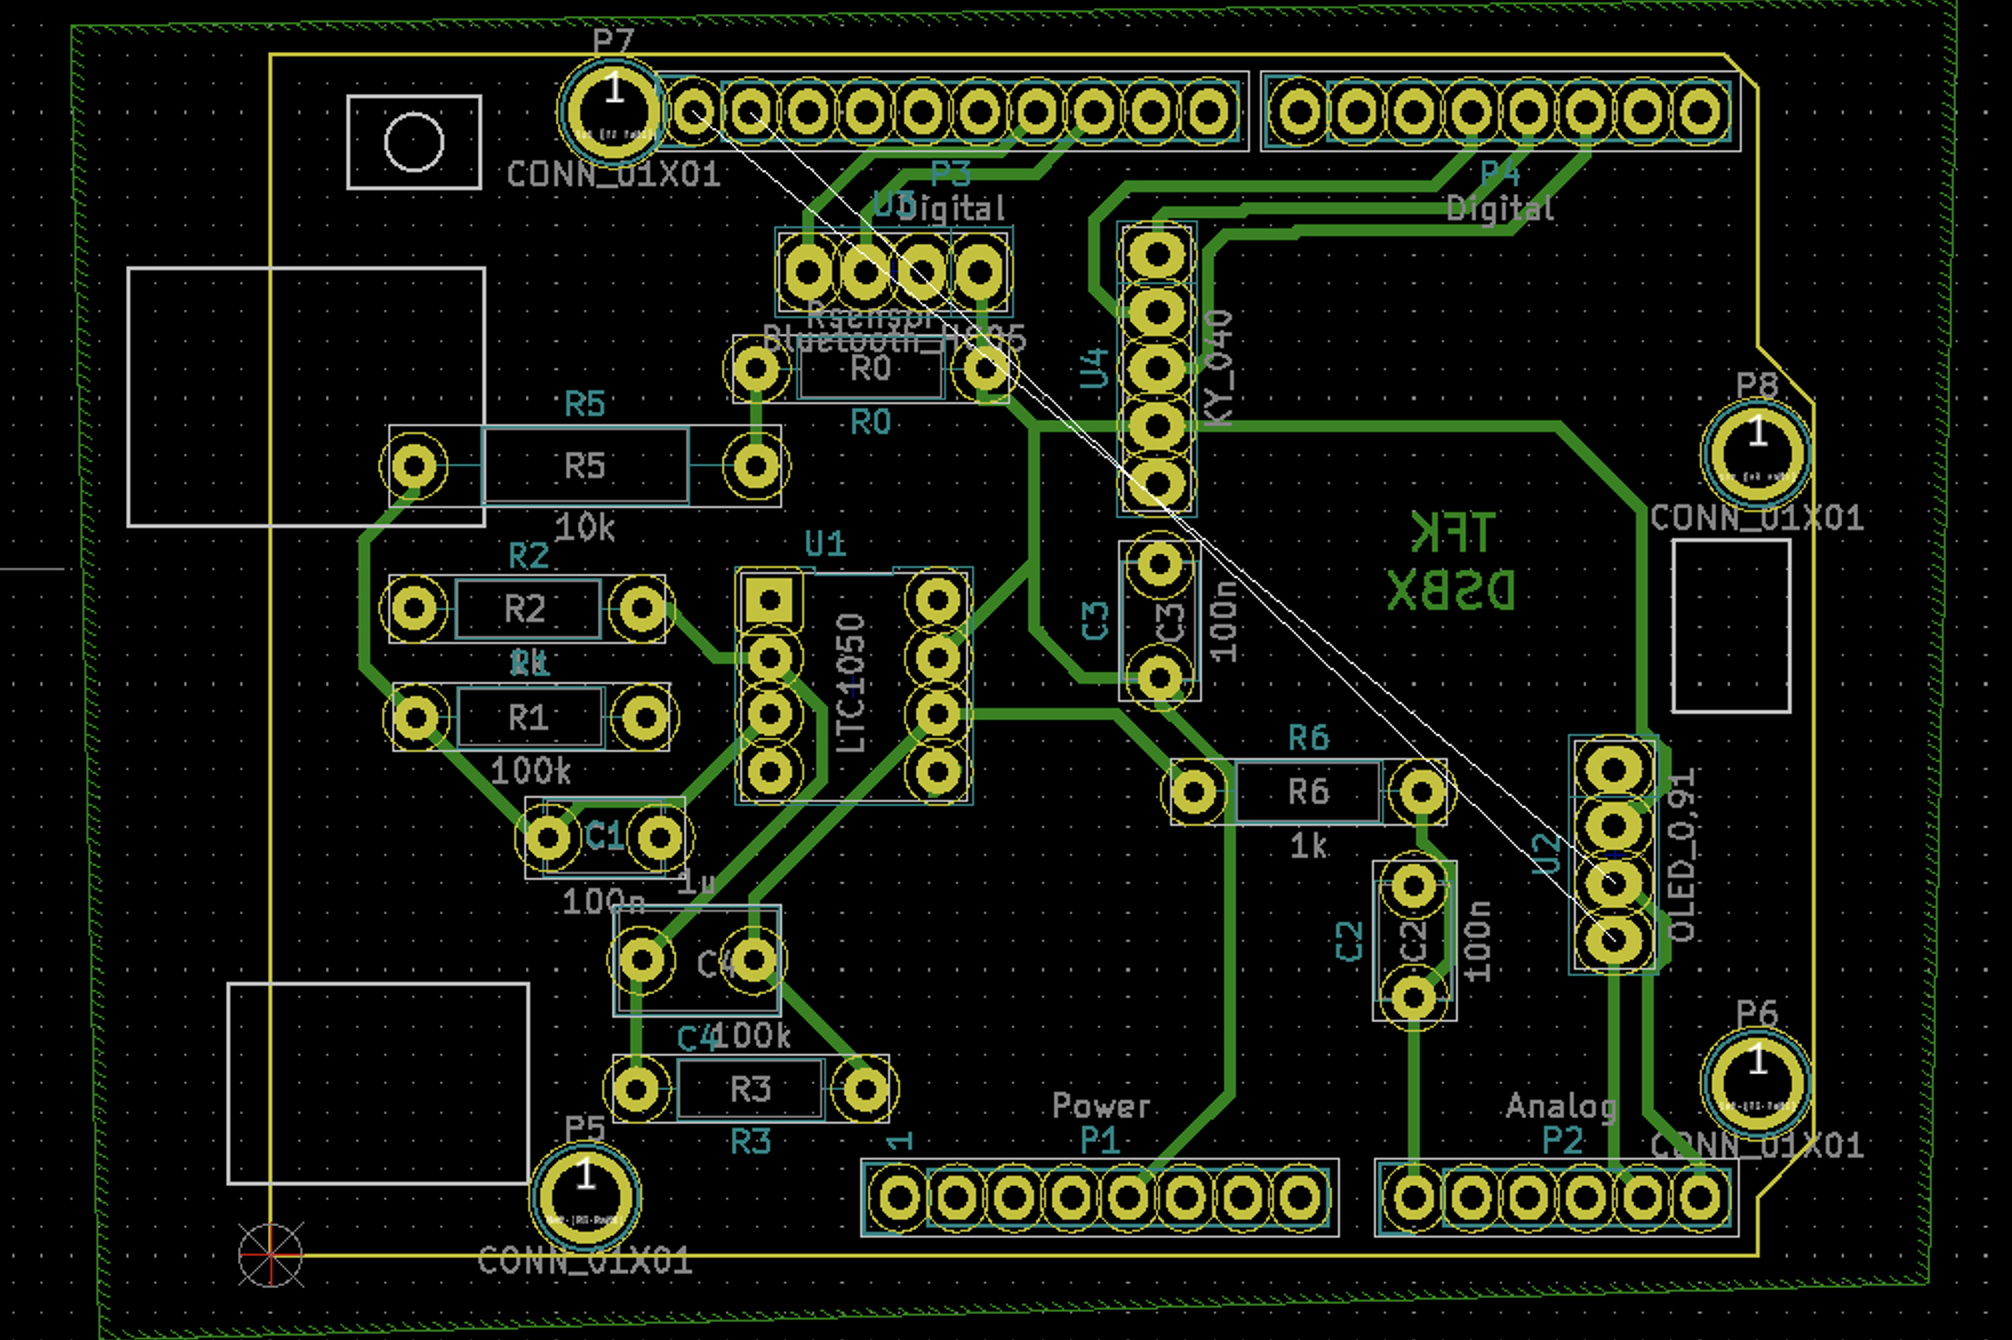 P7
1
CONN_01X01
P3
U3
Digital
P4
Digital
Rsensor
Bluetooth_HC05
R0
R0
U4
KY_040
P8
1
CONN_01X01
R5
R5
10k
TFK
DSBX
R2
R2
1k
R1
R1
100k
U1
LTC1050
C3
C3
100n
R6
R6
1k
C1
100n
1u
U2
OLED_0,91
C2
C2
100n
C4
C4
100k
R3
R3
P6
1
CONN_01X01
Power
P1
1
Analog
P2
P5
1
CONN_01X01